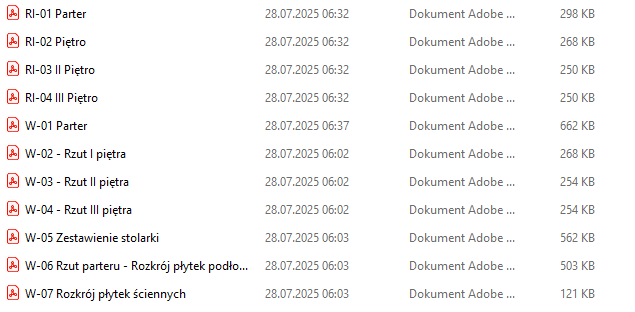 RI-01 Parter 28.07.2025 06:32 Dokument Adobe ... 298 KB
RI-02 Piętro 28.07.2025 06:32 Dokument Adobe ... 268 KB
RI-03 II Piętro 28.07.2025 06:32 Dokument Adobe ... 250 KB
RI-04 III Piętro 28.07.2025 06:32 Dokument Adobe ... 250 KB
W-01 Parter 28.07.2025 06:37 Dokument Adobe ... 662 KB
W-02 - Rzut I piętra 28.07.2025 06:02 Dokument Adobe ... 268 KB
W-03 - Rzut II piętra 28.07.2025 06:02 Dokument Adobe ... 254 KB
W-04 - Rzut III piętra 28.07.2025 06:02 Dokument Adobe ... 254 KB
W-05 Zestawienie stolarki 28.07.2025 06:03 Dokument Adobe ... 562 KB
W-06 Rzut parteru - Rozkrój płytek podło... 28.07.2025 06:03 Dokument Adobe ... 503 KB
W-07 Rozkrój płytek ściennych 28.07.2025 06:03 Dokument Adobe ... 121 KB